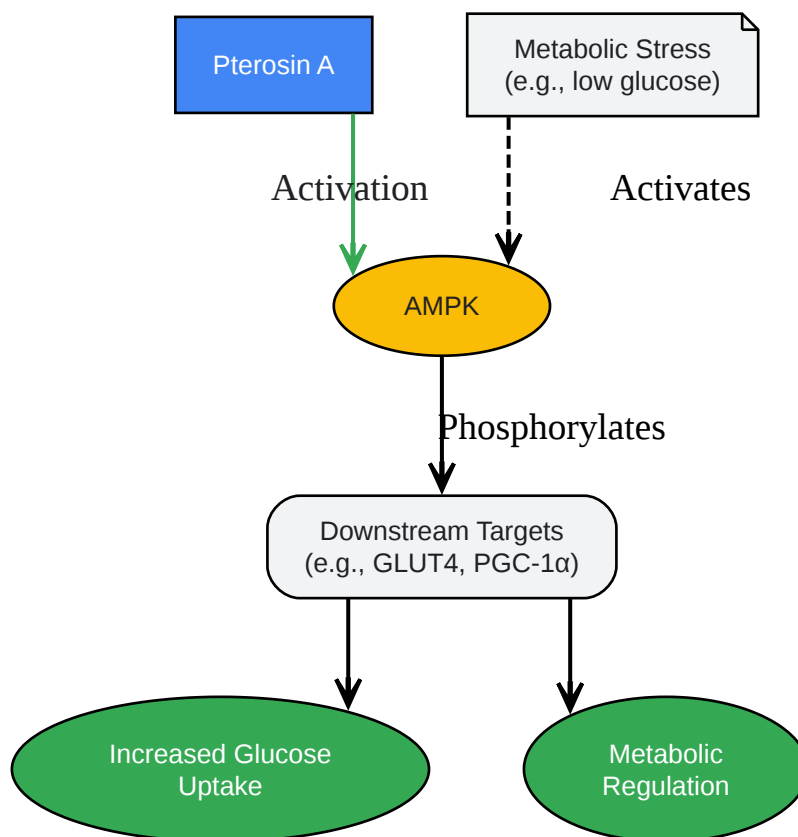 Pterosin A
Metabolic Stress
(e.g., low glucose)
Activation
Activates
AMPK
Phosphorylates
Downstream Targets
(e.g., GLUT4, PGC-1α)
Increased Glucose
Uptake
Metabolic
Regulation